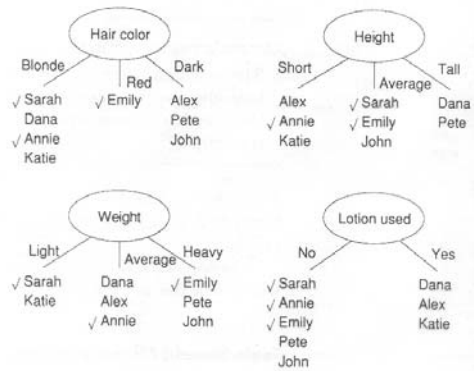 Hair color
Blonde
Red
Dark
√ Sarah
Dana
√ Annie
Katie
√ Emily
Alex
Pete
John
Height
Short
Average
Tall
Alex
√ Annie
Katie
√ Sarah
√ Emily
John
Dana
Pete
Weight
Light
Average
Heavy
√ Sarah
Katie
Dana
Alex
√ Annie
√ Emily
Pete
John
Lotion used
No
Yes
√ Sarah
√ Annie
√ Emily
Pete
John
Dana
Alex
Katie